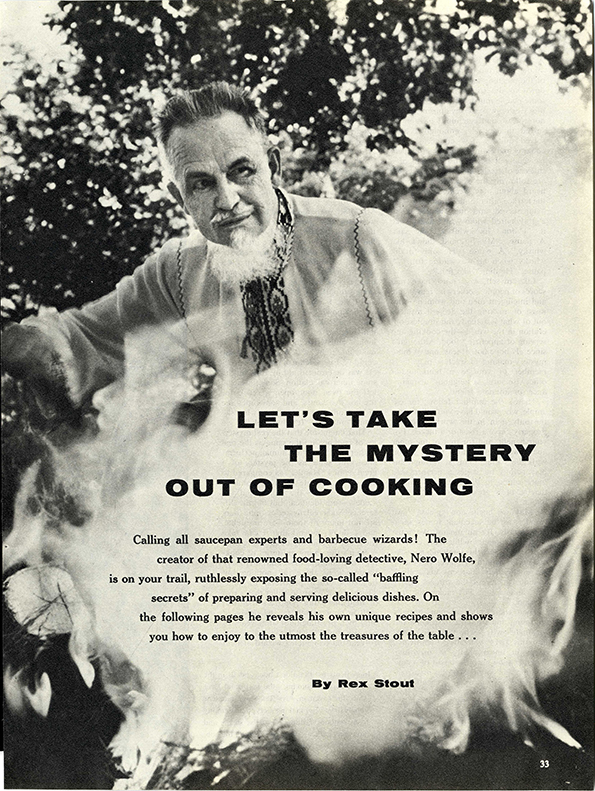 LET'S TAKE
THE MYSTERY
OUT OF COOKING
Calling all saucepan experts and barbecue wizards! The
creator of that renowned food-loving detective, Nero Wolfe,
is on your trail, ruthlessly exposing the so-called "baffling
secrets" of preparing and serving delicious dishes. On
the following pages he reveals his own unique recipes and shows
you how to enjoy to the utmost the treasures of the table . . .
By Rex Stout
33